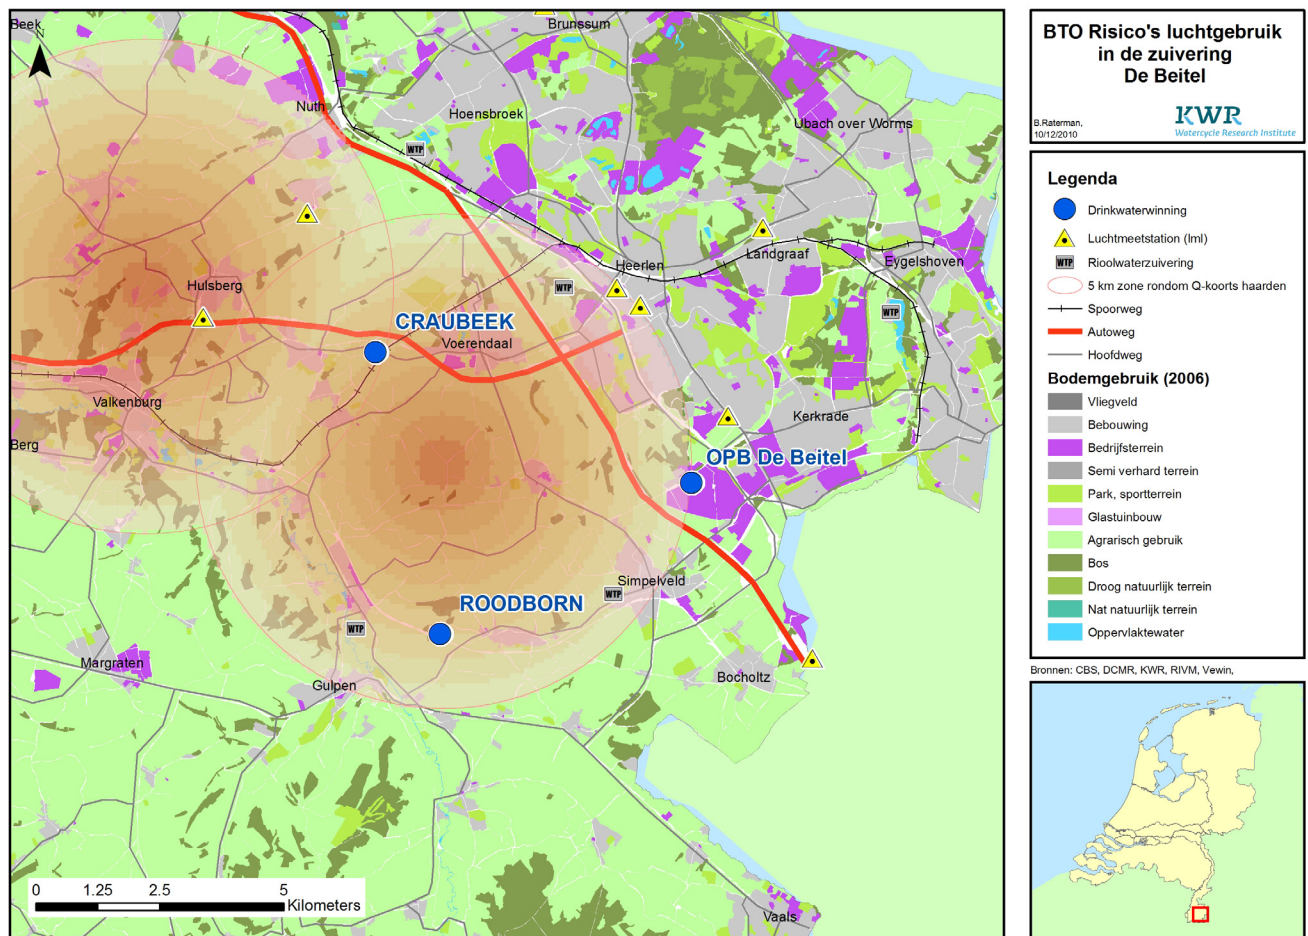 Beek
N
Brunssum
Nuth
Hoensbroek
Ubach over Worms
WTP
Heerlen
Landgraaf
Eygelshoven
Hulsberg
WTP
WTP
CRAUBEEK
Voerendaal
Valkenburg
Kerkrade
Berg
OPB De Beitel
Simpelveld
WTP
ROODBORN
WTP
Margraten
Gulpen
Bocholtz
Vaals
0 1.25 2.5 5
Kilometers
BTO Risico's luchtgebruik
in de zuivering
De Beitel
B.Raterman,
10/12/2010
KWR
Watercycle Research Institute
Legenda
Drinkwaterwinning
Luchtmeetstation (lml)
WTP Rioolwaterzuivering
5 km zone rondom Q-koorts haarden
Spoorweg
Autoweg
Hoofdweg
Bodemgebruik (2006)
Vliegveld
Bebouwing
Bedrijfsterrein
Semi verhard terrein
Park, sportterrein
Glastuinbouw
Agrarisch gebruik
Bos
Droog natuurlijk terrein
Nat natuurlijk terrein
Oppervlaktewater
Bronnen: CBS, DCMR, KWR, RIVM, Vewin,